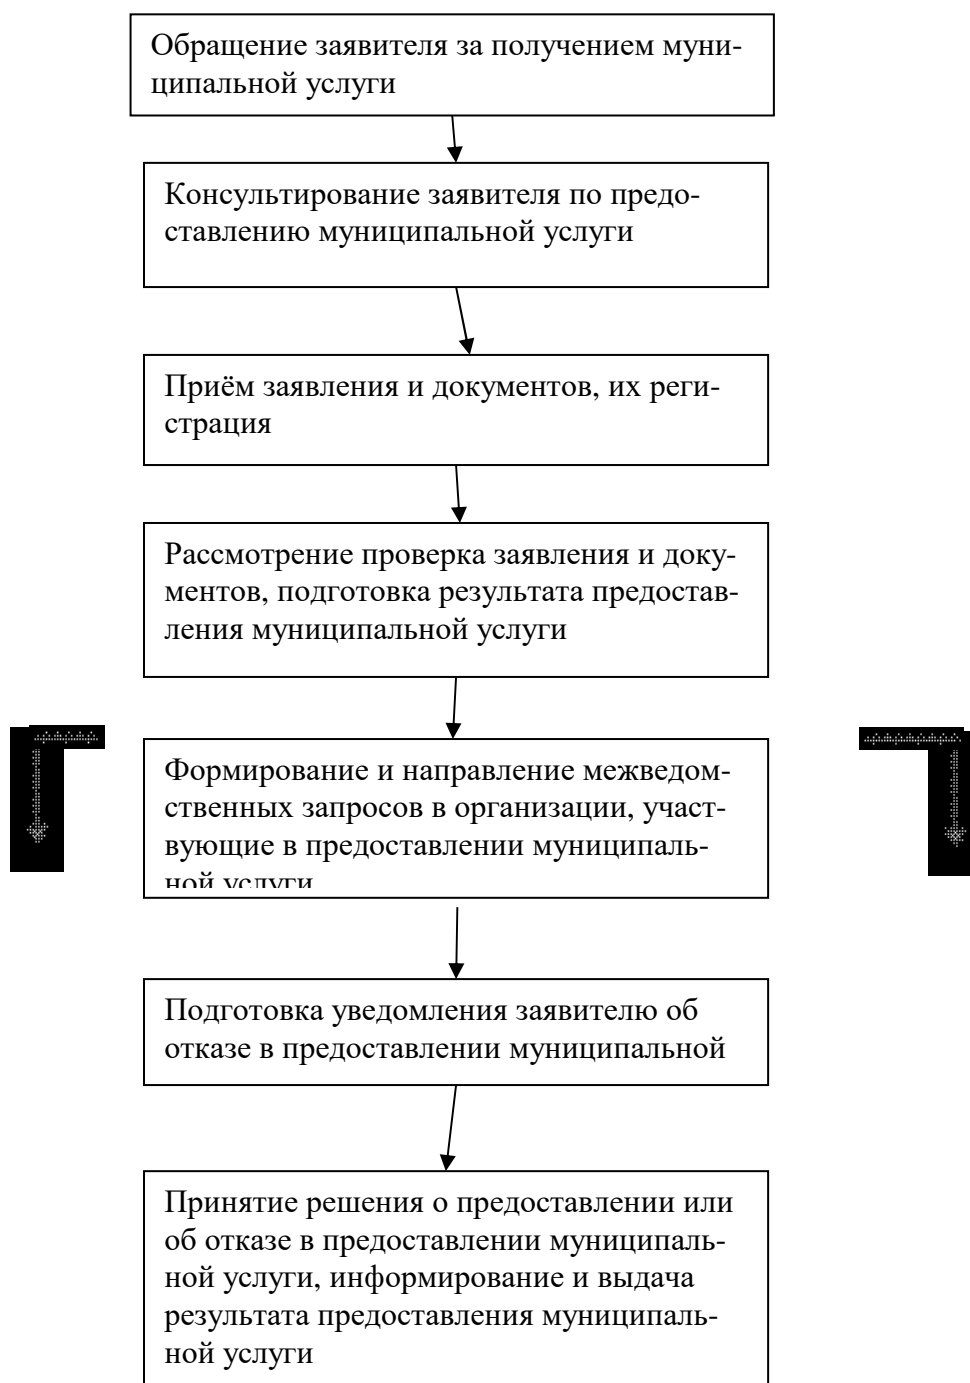 Обращение заявителя за получением муни-
ципальной услуги
Консультирование заявителя по предо-
ставлению муниципальной услуги
Приём заявления и документов, их реги-
страция
Рассмотрение проверка заявления и доку-
ментов, подготовка результата предостав-
ления муниципальной услуги
Формирование и направление межведом-
ственных запросов в организации, участ-
вующие в предоставлении муниципаль-
ной услуги
Подготовка уведомления заявителю об
отказе в предоставлении муниципальной
Принятие решения о предоставлении или
об отказе в предоставлении муниципаль-
ной услуги, информирование и выдача
результата предоставления муниципаль-
ной услуги